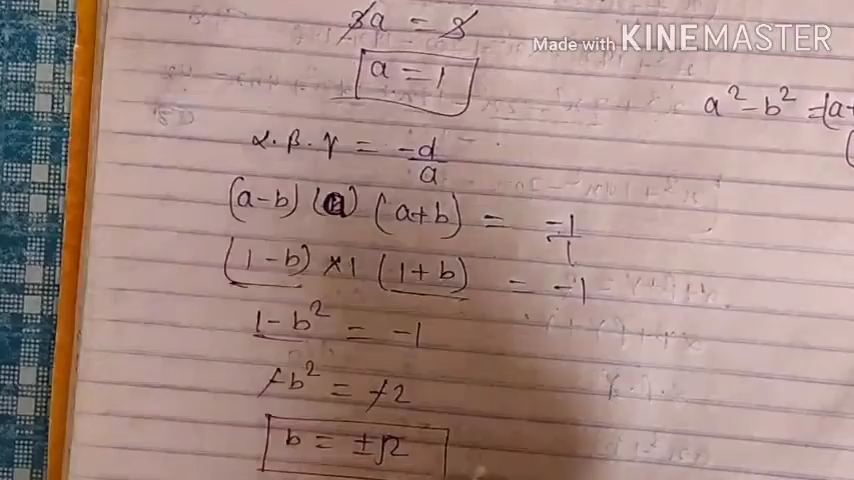 3a = 3
Made with KINEMASTER
a = 1
a² - b² = (a+
α.β.γ = -d/a
(a-b) (a) (a+b) = -1/1
(1-b) ×1 (1+b) = -1
1-b² = -1
-b² = -2
b = ±√2